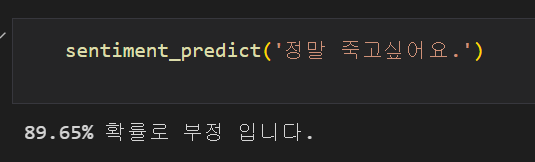 sentiment_predict('정말 죽고싶어요.')
89.65% 확률로 부정 입니다.